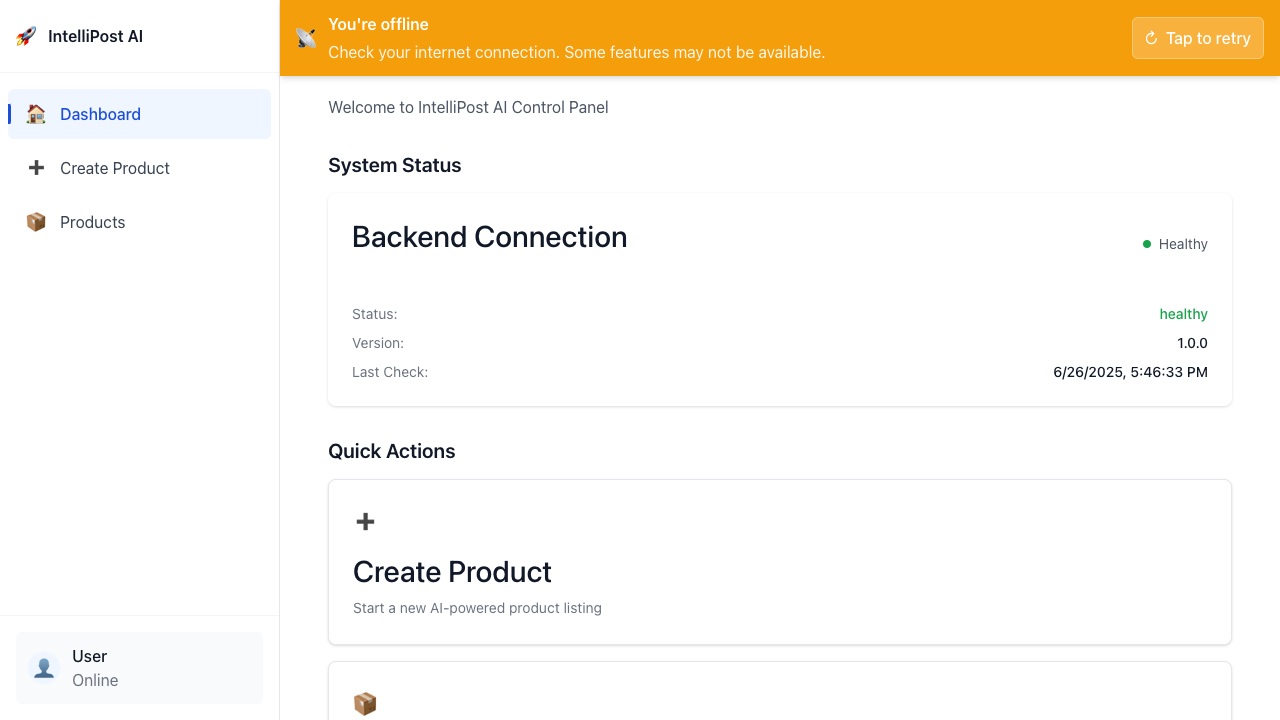 IntelliPost AI
Dashboard
Create Product
Products
User
Online
You're offline
Check your internet connection. Some features may not be available.
Tap to retry
Welcome to IntelliPost AI Control Panel
System Status
Backend Connection
Healthy
Status: healthy
Version: 1.0.0
Last Check: 6/26/2025, 5:46:33 PM
Quick Actions
Create Product
Start a new AI-powered product listing